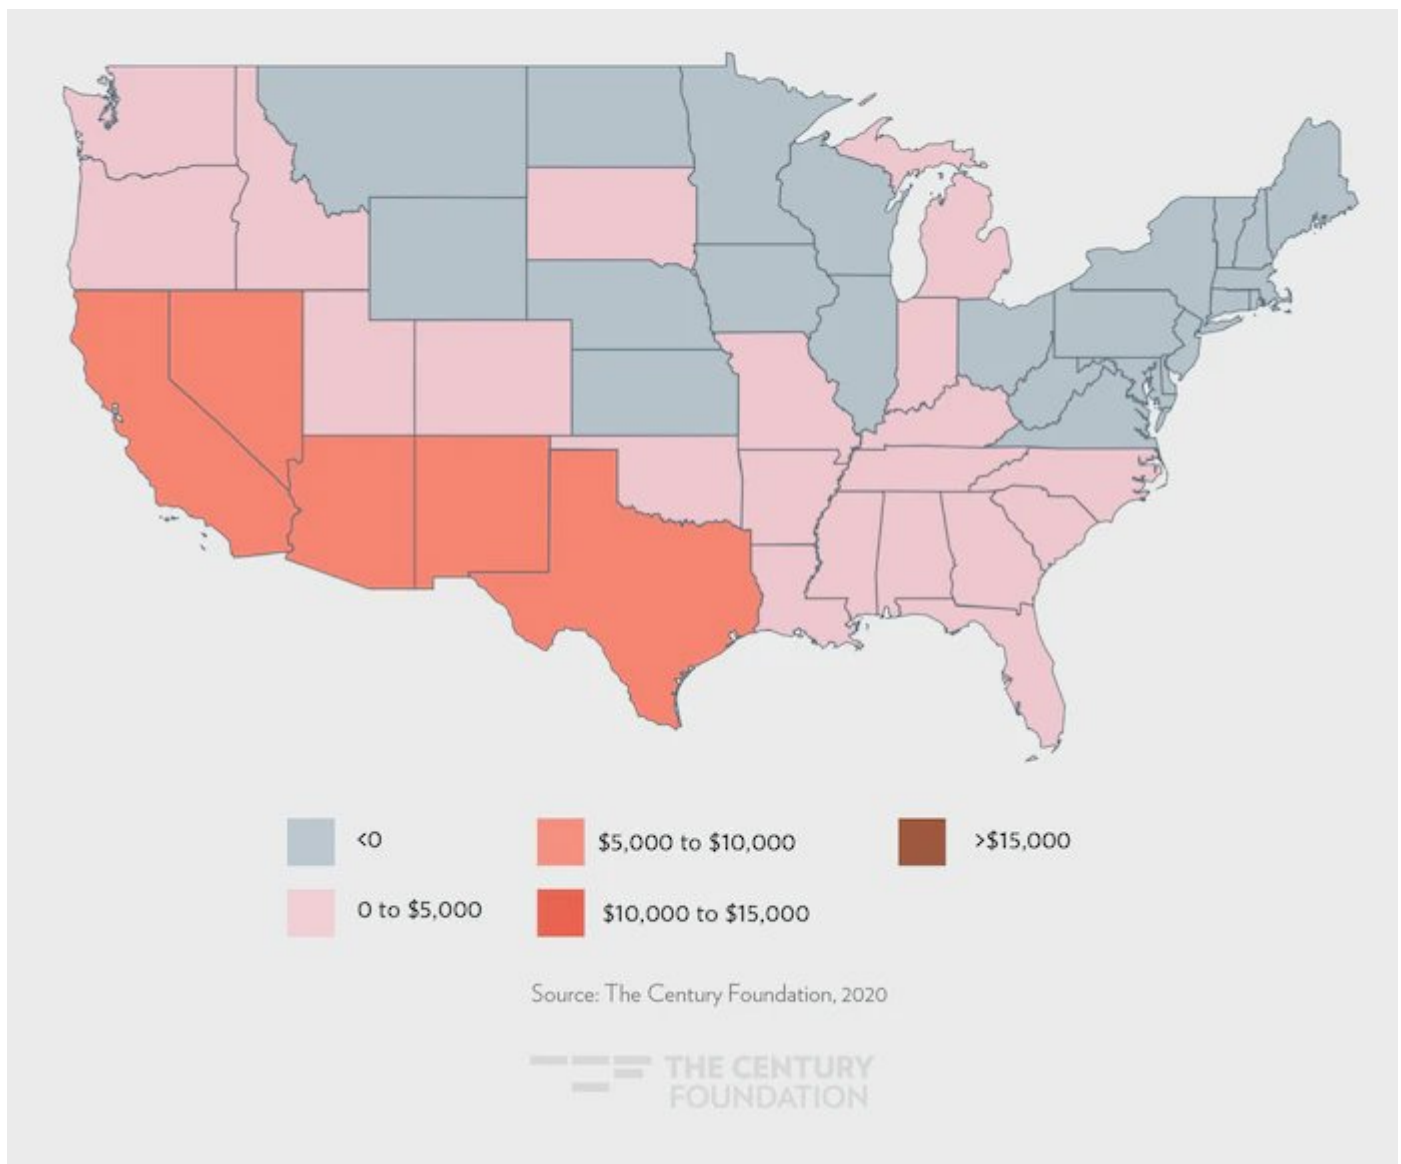 <0
$5,000 to $10,000
>$15,000
0 to $5,000
$10,000 to $15,000
Source: The Century Foundation, 2020
THE CENTURY
FOUNDATION